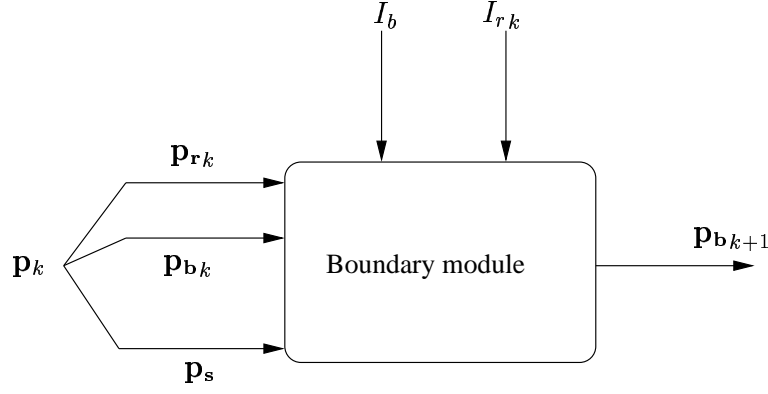 I_b
I_{r k}
p_{r k}
p_k
p_{b k}
Boundary module
p_{b k+1}
p_s